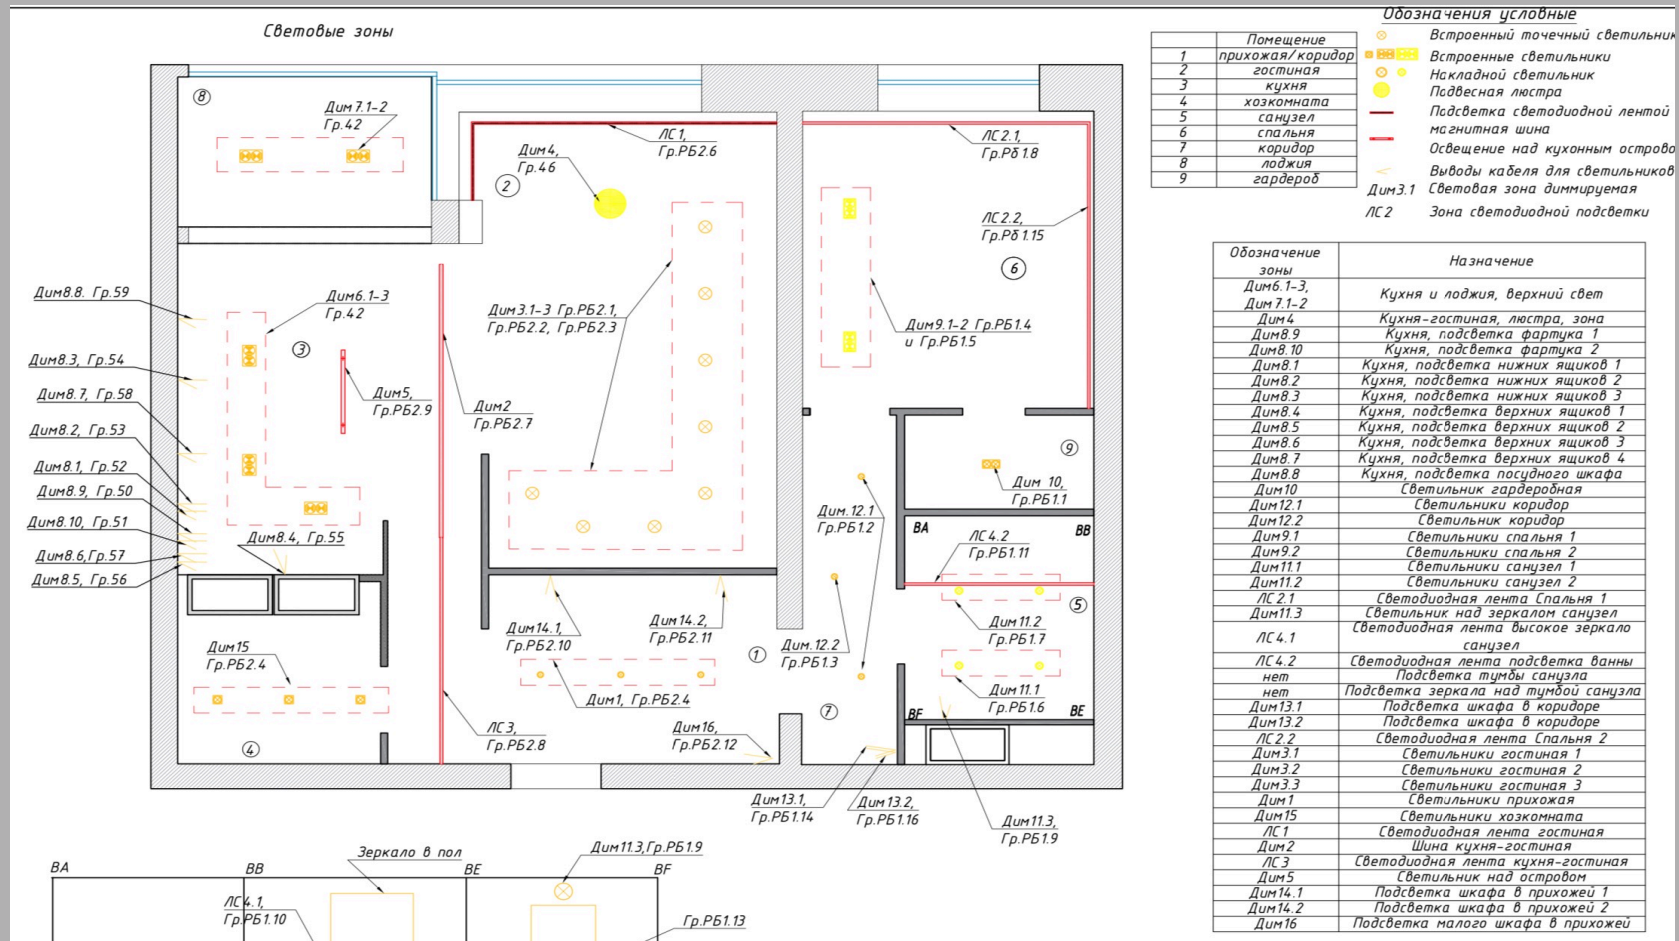 Световые зоны
8
Дим7.1-2
Гр.42
ЛС1,
Гр.РБ2.6
Дим4,
Гр.46
2
ЛС2.1,
Гр.Рб1.8
ЛС2.2,
Гр.Рб1.15
6
Дим8.8. Гр.59
Дим6.1-3
Гр.42
3
Дим3.1-3 Гр.РБ2.1,
Гр.РБ2.2, Гр.РБ2.3
Дим9.1-2 Гр.РБ1.4
и Гр.РБ1.5
Дим8.3, Гр.54
Дим8.7, Гр.58
Дим5,
Гр.РБ2.9
Дим2
Гр.РБ2.7
Дим8.2, Гр.53
Дим8.1, Гр.52
Дим8.9, Гр.50
Дим8.10, Гр.51
Дим8.6,Гр.57
Дим8.5, Гр.56
Дим8.4, Гр.55
9
Дим 10,
Гр.РБ1.1
Дим.12.1
Гр.РБ1.2
ВА
ВВ
ЛС4.2
Гр.РБ1.11
5
Дим14.1,
Гр.РБ2.10
Дим14.2,
Гр.РБ2.11
1
Дим.12.2
Гр.РБ1.3
Дим11.2
Гр.РБ1.7
Дим15
Гр.РБ2.4
Дим1, Гр.РБ2.4
Дим11.1
Гр.РБ1.6
ВF
ВЕ
7
4
ЛС3,
Гр.РБ2.8
Дим16,
Гр.РБ2.12
Дим13.1,
Гр.РБ1.14
Дим13.2,
Гр.РБ1.16
Дим11.3,
Гр.РБ1.9
ВА
ВВ
Зеркало в пол
ВЕ
Дим11.3,Гр.РБ1.9
ВF
ЛС4.1,
Гр.РБ1.10
Гр.РБ1.13
Помещение
1 прихожая/коридор
2 гостиная
3 кухня
4 хозкомната
5 санузел
6 спальня
7 коридор
8 лоджия
9 гардероб
Обозначения условные
Встроенный точечный светильник
Встроенные светильники
Накладной светильник
Подвесная люстра
Подсветка светодиодной лентой
магнитная шина
Освещение над кухонным острово
Выводы кабеля для светильников
Дим3.1 Световая зона диммируемая
ЛС2 Зона светодиодной подсветки
Обозначение зоны Назначение
Дим6.1-3, Дим7.1-2 Кухня и лоджия, верхний свет
Дим4 Кухня-гостиная, люстра, зона
Дим8.9 Кухня, подсветка фартука 1
Дим8.10 Кухня, подсветка фартука 2
Дим8.1 Кухня, подсветка нижних ящиков 1
Дим8.2 Кухня, подсветка нижних ящиков 2
Дим8.3 Кухня, подсветка нижних ящиков 3
Дим8.4 Кухня, подсветка верхних ящиков 1
Дим8.5 Кухня, подсветка верхних ящиков 2
Дим8.6 Кухня, подсветка верхних ящиков 3
Дим8.7 Кухня, подсветка верхних ящиков 4
Дим8.8 Кухня, подсветка посудного шкафа
Дим10 Светильник гардеробная
Дим12.1 Светильники коридор
Дим12.2 Светильник коридор
Дим9.1 Светильники спальня 1
Дим9.2 Светильники спальня 2
Дим11.1 Светильники санузел 1
Дим11.2 Светильники санузел 2
ЛС2.1 Светодиодная лента Спальня 1
Дим11.3 Светильник над зеркалом санузел
ЛС4.1 Светодиодная лента высокое зеркало санузел
ЛС4.2 Светодиодная лента подсветка ванны
нет Подсветка тумбы санузла
нет Подсветка зеркала над тумбой санузла
Дим13.1 Подсветка шкафа в коридоре
Дим13.2 Подсветка шкафа в коридоре
ЛС2.2 Светодиодная лента Спальня 2
Дим3.1 Светильники гостиная 1
Дим3.2 Светильники гостиная 2
Дим3.3 Светильники гостиная 3
Дим1 Светильники прихожая
Дим15 Светильники хозкомната
ЛС1 Светодиодная лента гостиная
Дим2 Шина кухня-гостиная
ЛС3 Светодиодная лента кухня-гостиная
Дим5 Светильник над островом
Дим14.1 Подсветка шкафа в прихожей 1
Дим14.2 Подсветка шкафа в прихожей 2
Дим16 Подсветка малого шкафа в прихожей